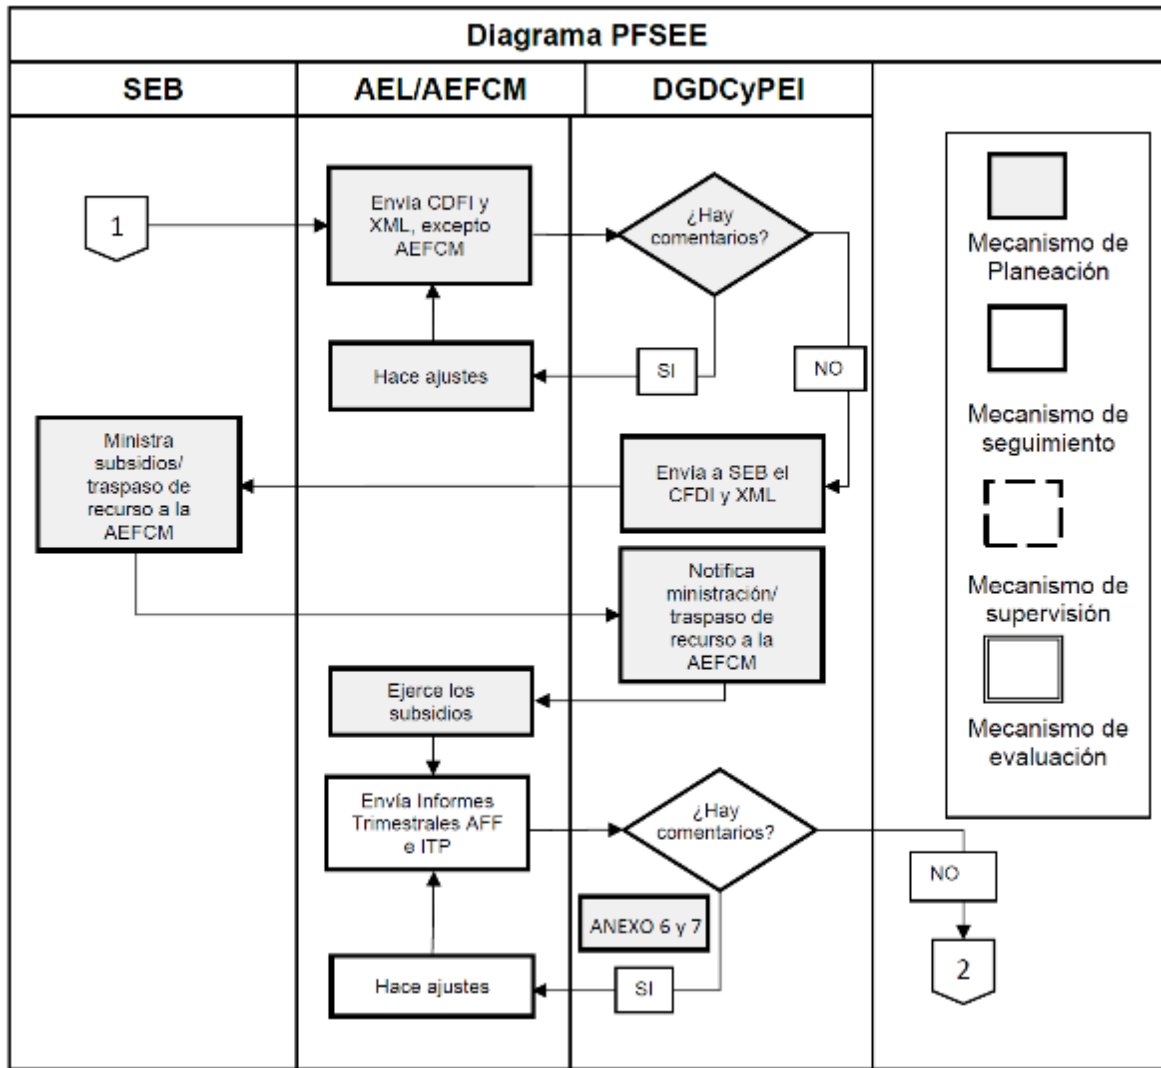 Diagrama PFSEE
SEB
AEL/AEFCM
DGDCyPEI
1
Envía CDFI y
XML, excepto
AEFCM
¿Hay
comentarios?
Hace ajustes
SI
NO
Ministra
subsidios/
traspaso de
recurso a la
AEFCM
Envía a SEB el
CFDI y XML
Notifica
ministración/
traspaso de
recurso a la
AEFCM
Ejerce los
subsidios
Envía Informes
Trimestrales AFF
e ITP
¿Hay
comentarios?
ANEXO 6 y 7
Hace ajustes
SI
NO
2
Mecanismo de
Planeación
Mecanismo de
seguimiento
Mecanismo de
supervisión
Mecanismo de
evaluación